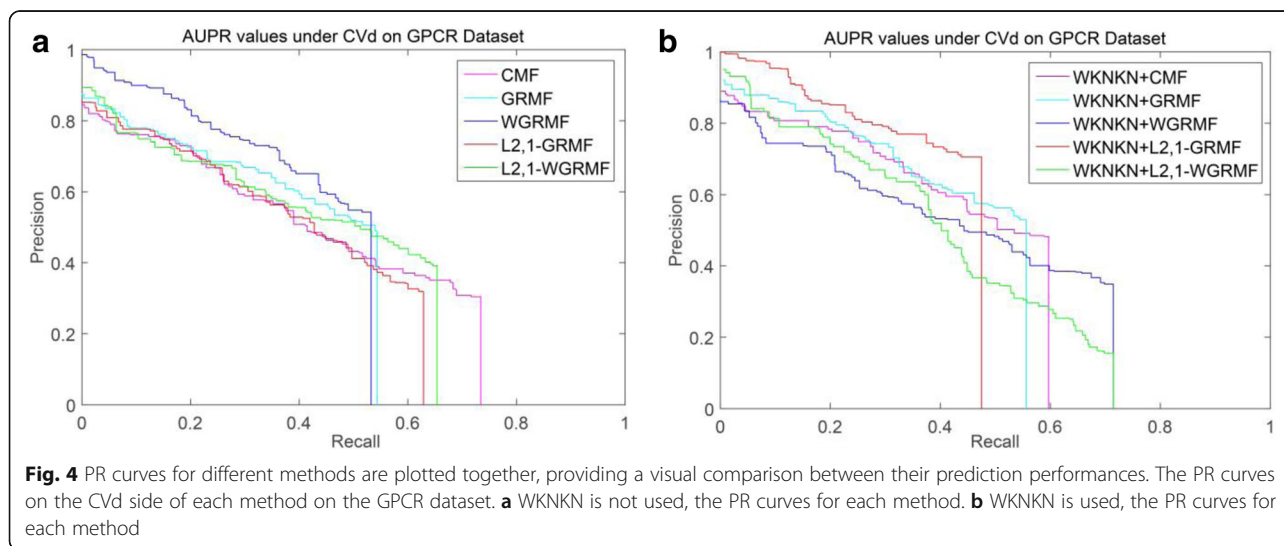 a
AUPR values under CVd on GPCR Dataset
1
0.8
0.6
0.4
0.2
0
Precision
0
0.2
0.4
0.6
0.8
1
Recall
CMF
GRMF
WGRMF
L2,1-GRMF
L2,1-WGRMF
b
AUPR values under CVd on GPCR Dataset
1
0.8
0.6
0.4
0.2
0
Precision
0
0.2
0.4
0.6
0.8
1
Recall
WKNKN+CMF
WKNKN+GRMF
WKNKN+WGRMF
WKNKN+L2,1-GRMF
WKNKN+L2,1-WGRMF
Fig. 4 PR curves for different methods are plotted together, providing a visual comparison between their prediction performances. The PR curves
on the CVd side of each method on the GPCR dataset. a WKNKN is not used, the PR curves for each method. b WKNKN is used, the PR curves for
each method